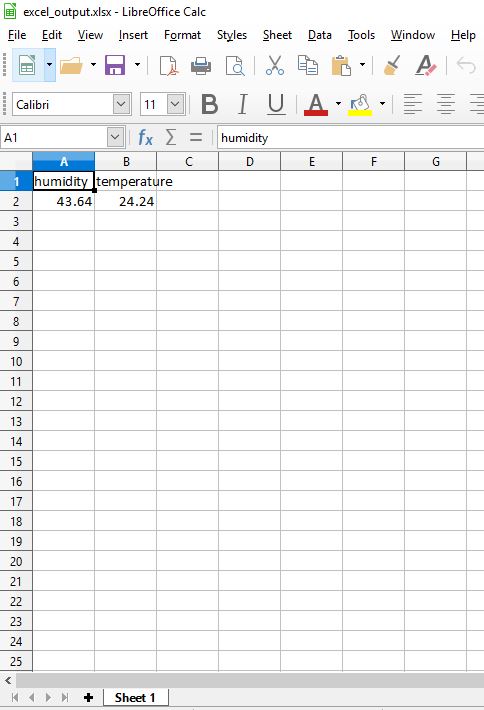 excel_output.xlsx - LibreOffice Calc
File Edit View Insert Format Styles Sheet Data Tools Window Help
Calibri 11 B I U A
A1 fx Σ = humidity
A B C D E F G
1 humidity temperature
2 43.64 24.24
3
4
5
6
7
8
9
10
11
12
13
14
15
16
17
18
19
20
21
22
23
24
25
Sheet 1